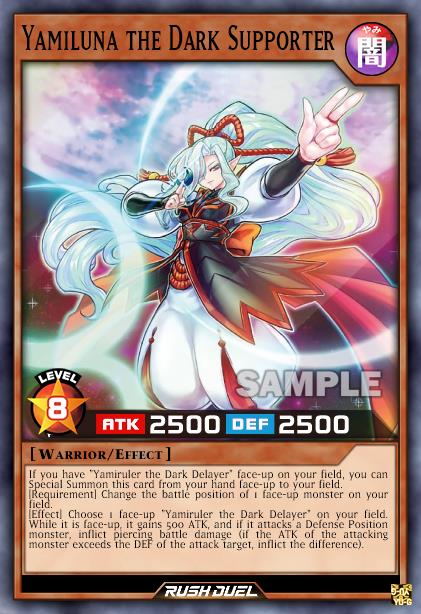 YAMILUNA THE DARK SUPPORTER
やみ
闇
SAMPLE
LEVEL
8
ATK 2500 DEF 2500
[WARRIOR/EFFECT]
If you have "Yamiruler the Dark Delayer" face-up on your field, you can
Special Summon this card from your hand face-up to your field.
[Requirement] Change the battle position of 1 face-up monster on your
field.
[Effect] Choose 1 face-up "Yamiruler the Dark Delayer" on your field.
While it is face-up, it gains 500 ATK, and if it attacks a Defense Position
monster, inflict piercing battle damage (if the ATK of the attacking
monster exceeds the DEF of the attack target, inflict the difference).
RUSH DUEL